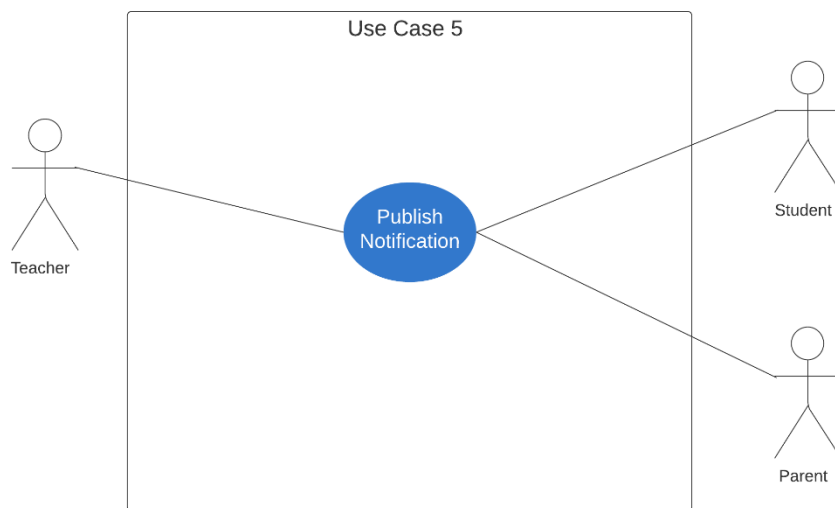 Use Case 5
Publish
Notification
Teacher
Student
Parent